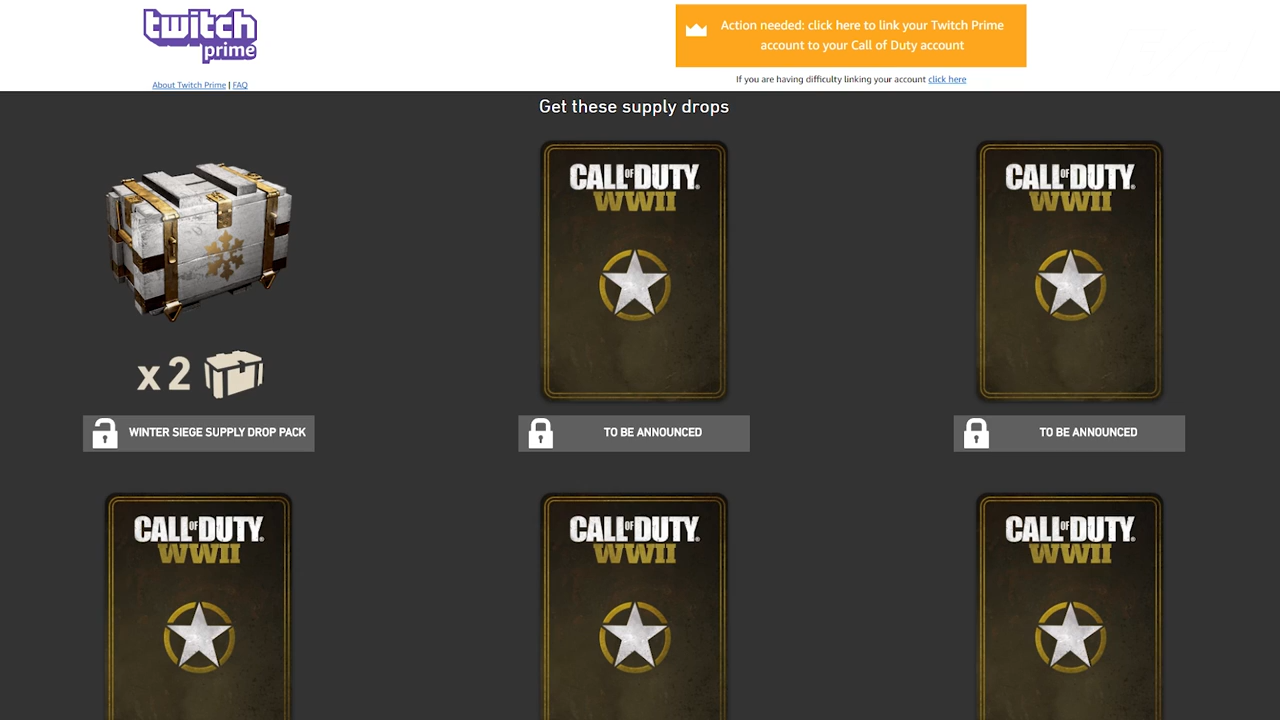 twitch
prime
About Twitch Prime | FAQ
Action needed: click here to link your Twitch Prime
account to your Call of Duty account
If you are having difficulty linking your account click here
Get these supply drops
CALL OF DUTY.
WWII
CALL OF DUTY.
WWII
x 2
WINTER SIEGE SUPPLY DROP PACK
TO BE ANNOUNCED
TO BE ANNOUNCED
CALL OF DUTY.
WWII
CALL OF DUTY.
WWII
CALL OF DUTY.
WWII